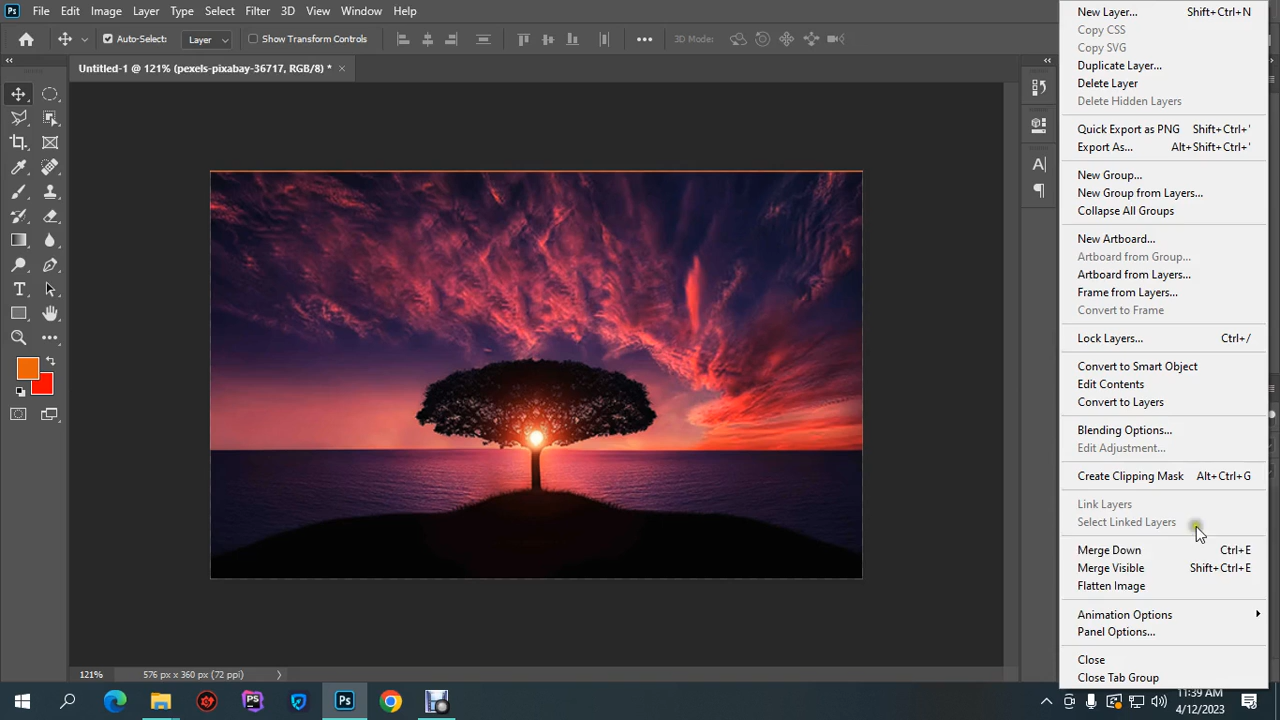 Ps File Edit Image Layer Type Select Filter 3D View Window Help
Auto-Select: Layer Show Transform Controls 3D Mode:
Untitled-1 @ 121% (pexels-pixabay-36717, RGB/8) *
New Layer... Shift+Ctrl+N
Copy CSS
Copy SVG
Duplicate Layer...
Delete Layer
Delete Hidden Layers
Quick Export as PNG Shift+Ctrl+'
Export As... Alt+Shift+Ctrl+'
New Group...
New Group from Layers...
Collapse All Groups
New Artboard...
Artboard from Group...
Artboard from Layers...
Frame from Layers...
Convert to Frame
Lock Layers... Ctrl+/
Convert to Smart Object
Edit Contents
Convert to Layers
Blending Options...
Edit Adjustment...
Create Clipping Mask Alt+Ctrl+G
Link Layers
Select Linked Layers
Merge Down Ctrl+E
Merge Visible Shift+Ctrl+E
Flatten Image
Animation Options
Panel Options...
Close
Close Tab Group
121% 576 px x 360 px (72 ppi)
PS Ps 11:39 AM
4/12/2023